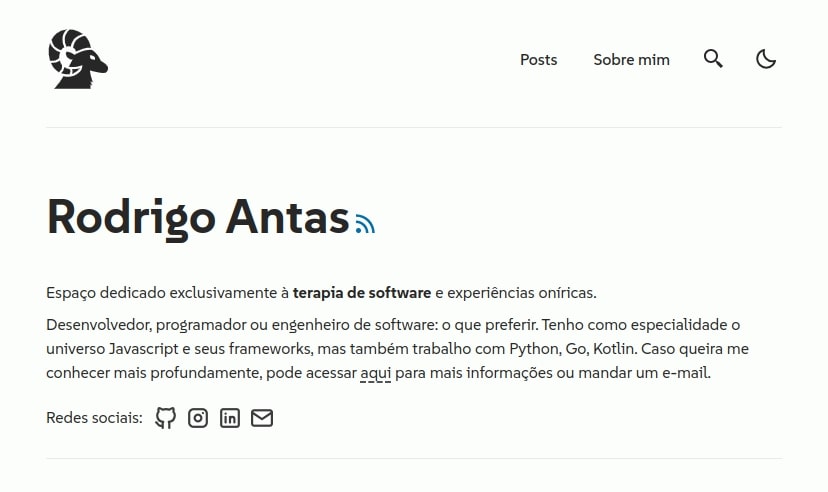 Posts Sobre mim
Rodrigo Antas
Espaço dedicado exclusivamente à terapia de software e experiências oníricas.
Desenvolvedor, programador ou engenheiro de software: o que preferir. Tenho como especialidade o
universo Javascript e seus frameworks, mas também trabalho com Python, Go, Kotlin. Caso queira me
conhecer mais profundamente, pode acessar aqui para mais informações ou mandar um e-mail.
Redes sociais: